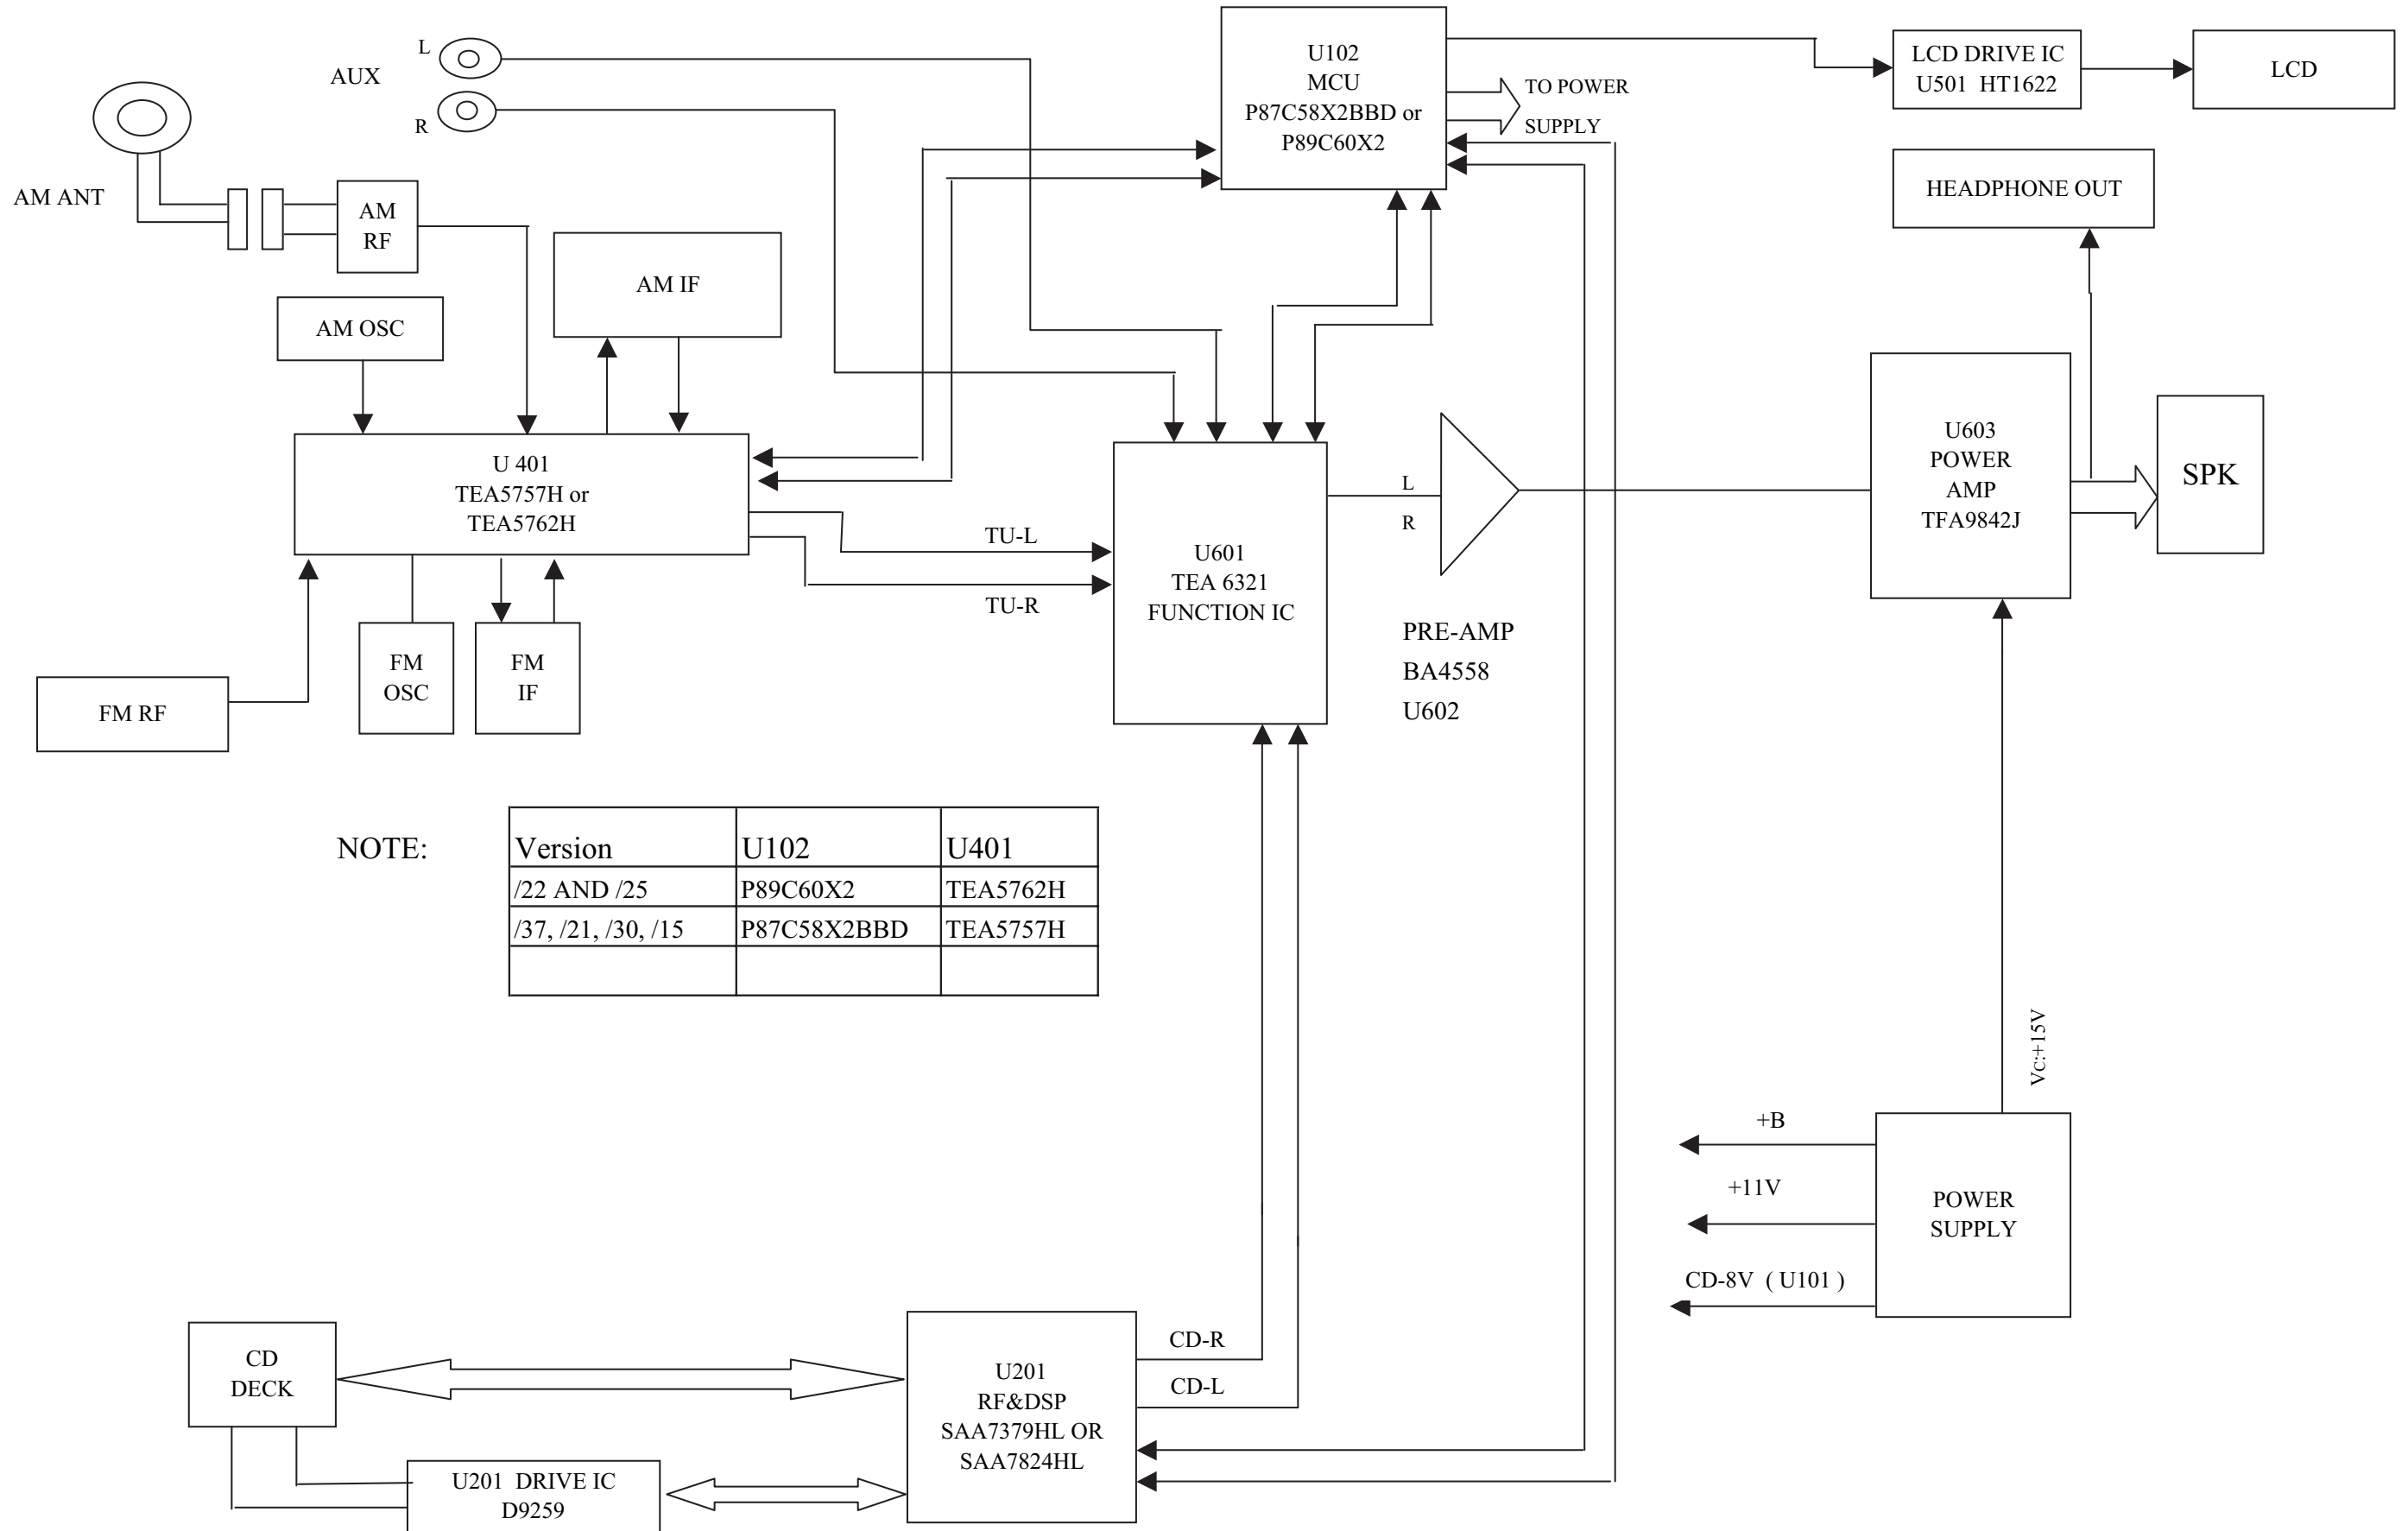 L
AUX
R
AM ANT
AM
RF
AM OSC
AM IF
U 401
TEA5757H or
TEA5762H
FM RF
FM
OSC
FM
IF
TU-L
TU-R
U102
MCU
P87C58X2BBD or
P89C60X2
TO POWER
SUPPLY
LCD DRIVE IC
U501 HT1622
LCD
HEADPHONE OUT
U601
TEA 6321
FUNCTION IC
L
R
PRE-AMP
BA4558
U602
U603
POWER
AMP
TFA9842J
SPK
NOTE:
Version U102 U401
/22 AND /25 P89C60X2 TEA5762H
/37, /21, /30, /15 P87C58X2BBD TEA5757H
Vc:+15V
+B
+11V
CD-8V ( U101 )
POWER
SUPPLY
CD
DECK
U201 DRIVE IC
D9259
U201
RF&DSP
SAA7379HL OR
SAA7824HL
CD-R
CD-L